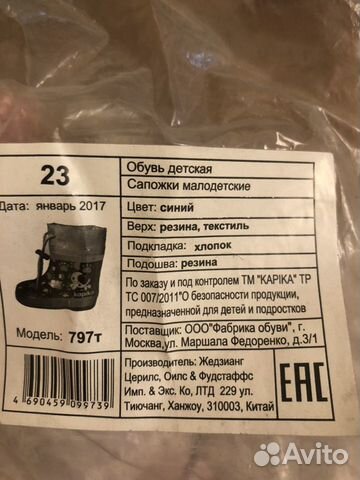 23
Обувь детская
Сапожки малодетские
Дата: январь 2017
Цвет: синий
Верх: резина, текстиль
Подкладка: хлопок
Подошва: резина
kapika
По заказу и под контролем ТМ "KAPIKA" ТР
ТС 007/2011"О безопасности продукции,
предназначенной для детей и подростков
Модель: 797т
Поставщик: ООО"Фабрика обуви", г.
Москва,ул. Маршала Федоренко, д.3/1
Производитель: Жедзианг
Церилс, Оилс & Фудстаффс
Имп. & Экс. Ко, ЛТД 229 ул.
Тиючанг, Ханжоу, 310003, Китай
EAC
4 690459 099739
Avito